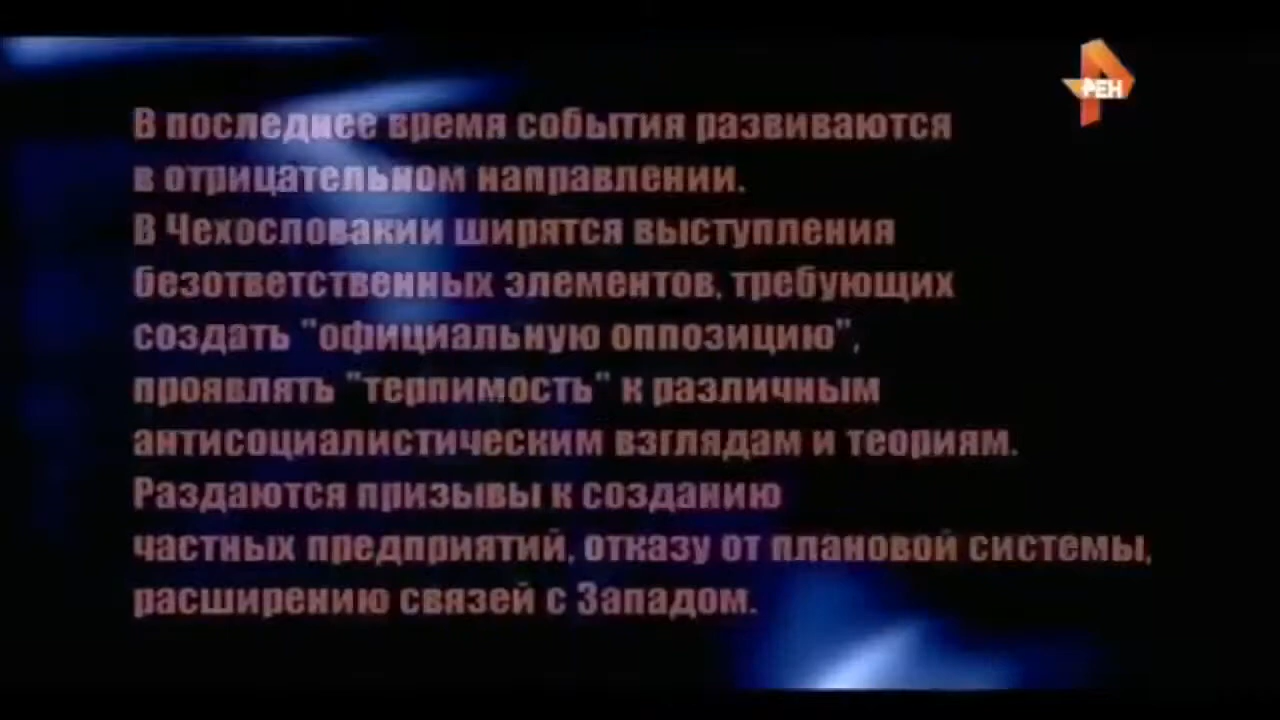 РЕН
В последнее время события развиваются
в отрицательном направлении.
В Чехословакии ширятся выступления
безответственных элементов, требующих
создать "официальную оппозицию",
проявлять "терпимость" к различным
антисоциалистическим взглядам и теориям.
Раздаются призывы к созданию
частных предприятий, отказу от плановой системы,
расширению связей с Западом.